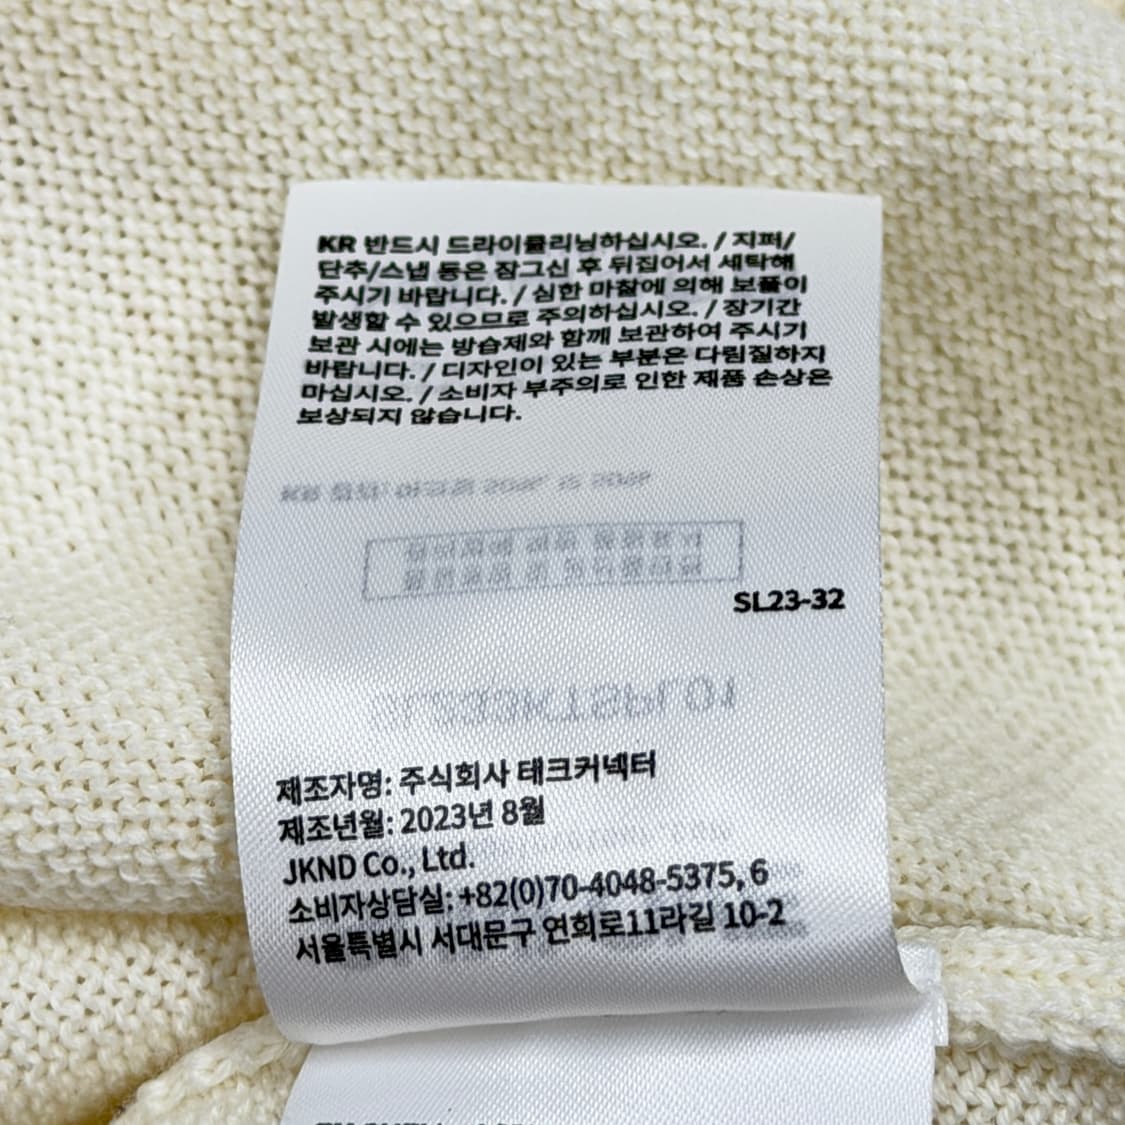 KR 반드시 드라이클리닝하십시오. / 지퍼/
단추/스냅 등은 잠그신 후 뒤집어서 세탁해
주시기 바랍니다. / 심한 마찰에 의해 보풀이
발생할 수 있으므로 주의하십시오. / 장기간
보관 시에는 방습제와 함께 보관하여 주시기
바랍니다. / 디자인이 있는 부분은 다림질하지
마십시오. / 소비자 부주의로 인한 제품 손상은
보상되지 않습니다.
SL23-32
제조자명: 주식회사 태크커넥터
제조년월: 2023년 8월
JKND Co., Ltd.
소비자상담실: +82(0)70-4048-5375, 6
서울특별시 서대문구 연희로11라길 10-2